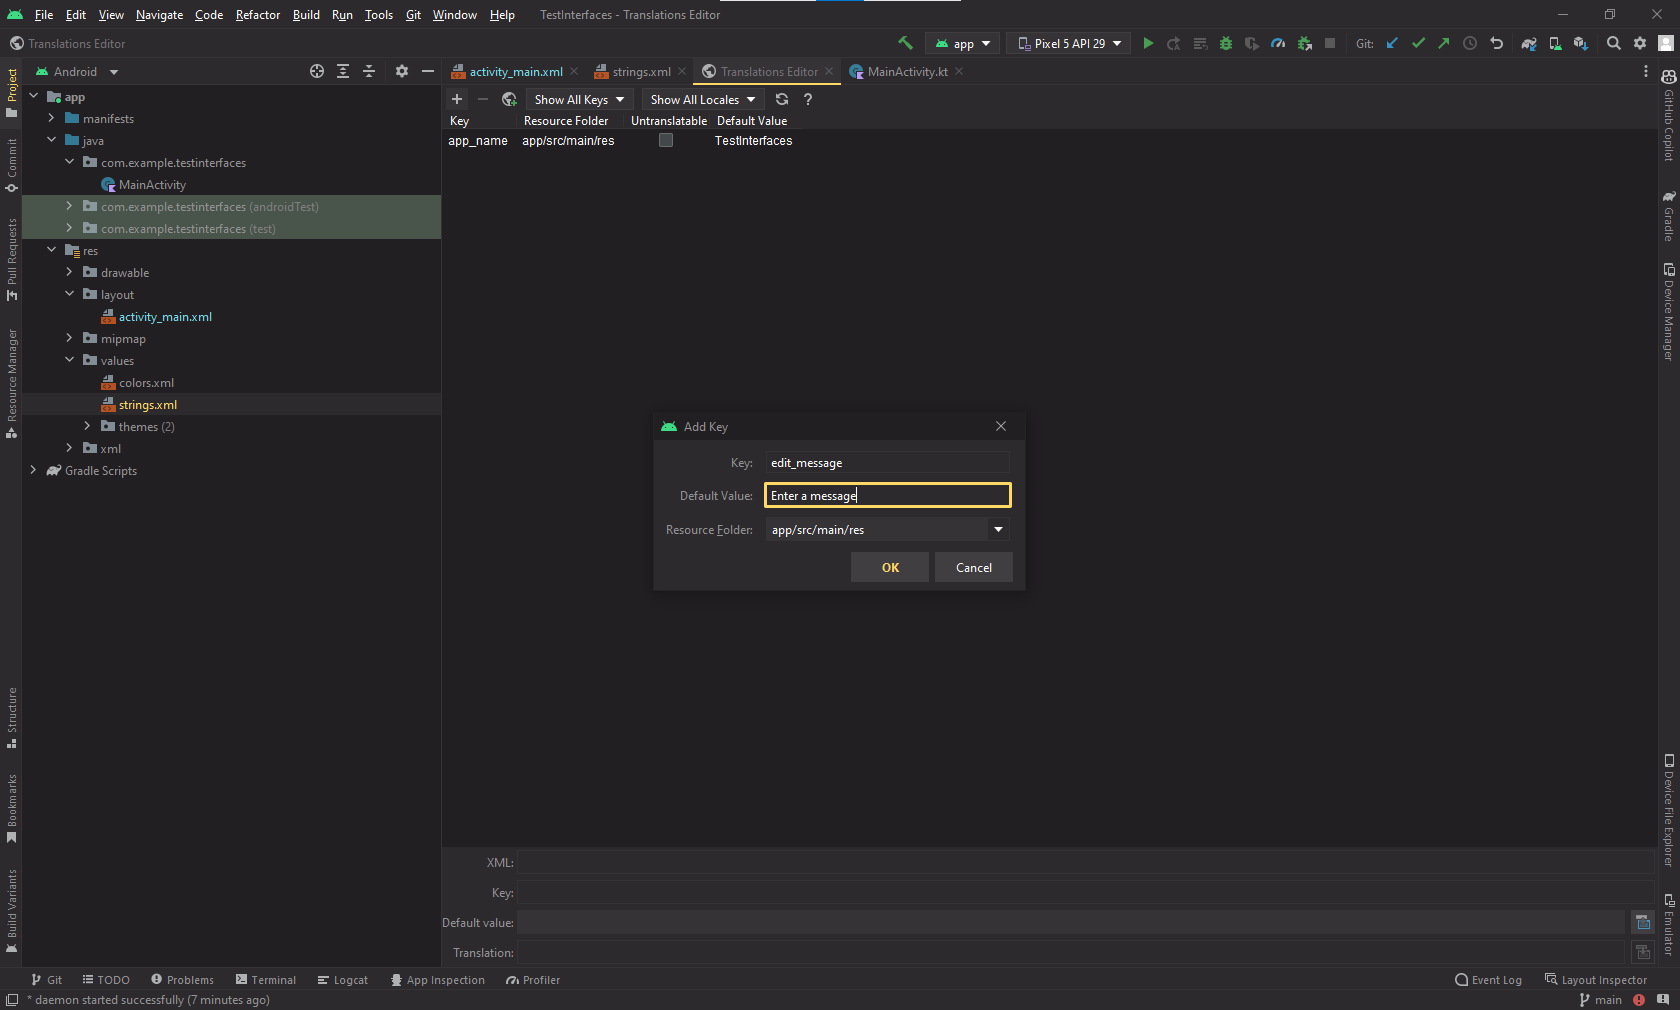 File Edit View Navigate Code Refactor Build Run Tools Git Window Help TestInterfaces - Translations Editor
Translations Editor
app
Pixel 5 API 29
Git:
Android
activity_main.xml
strings.xml
Translations Editor
MainActivity.kt
Project
Commit
Pull Requests
Resource Manager
Structure
Bookmarks
Build Variants
app
manifests
java
com.example.testinterfaces
MainActivity
com.example.testinterfaces (androidTest)
com.example.testinterfaces (test)
res
drawable
layout
activity_main.xml
mipmap
values
colors.xml
strings.xml
themes (2)
xml
Gradle Scripts
Show All Keys
Show All Locales
?
Key Resource Folder Untranslatable Default Value
app_name app/src/main/res TestInterfaces
Add Key
Key: edit_message
Default Value: Enter a message
Resource Folder: app/src/main/res
OK Cancel
XML:
Key:
Default value:
Translation:
GitHub Copilot
Gradle
Device Manager
Device File Explorer
Emulator
Git TODO Problems Terminal Logcat App Inspection Profiler Event Log Layout Inspector
* daemon started successfully (7 minutes ago) main